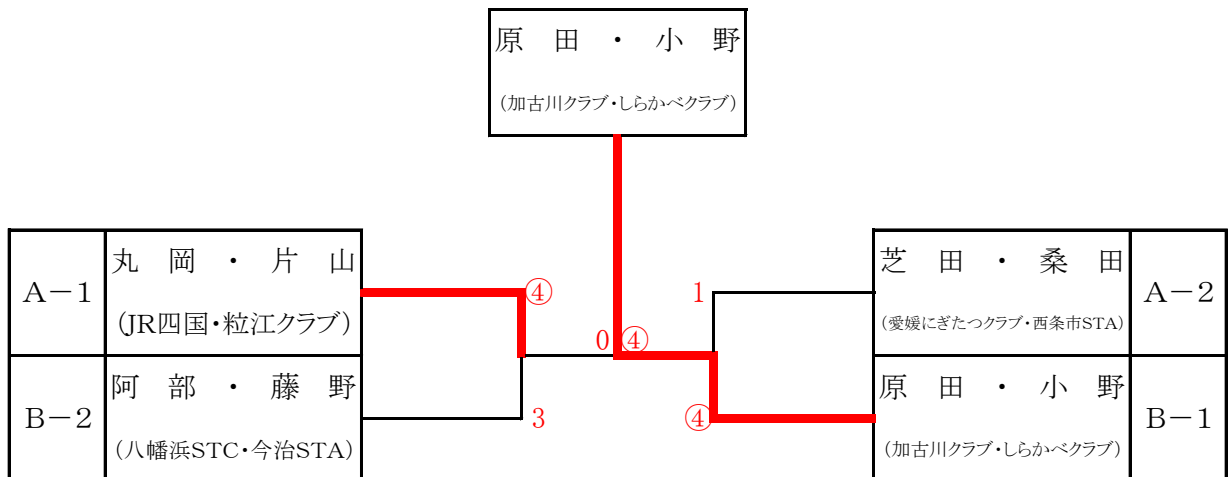 原田・小野
(加古川クラブ・しらかべクラブ)
A-1
丸岡・片山
(JR四国・粒江クラブ)
B-2
阿部・藤野
(八幡浜STC・今治STA)
④
3
0
④
1
④
芝田・桑田
(愛媛にぎたつクラブ・西条市STA)
A-2
原田・小野
(加古川クラブ・しらかべクラブ)
B-1